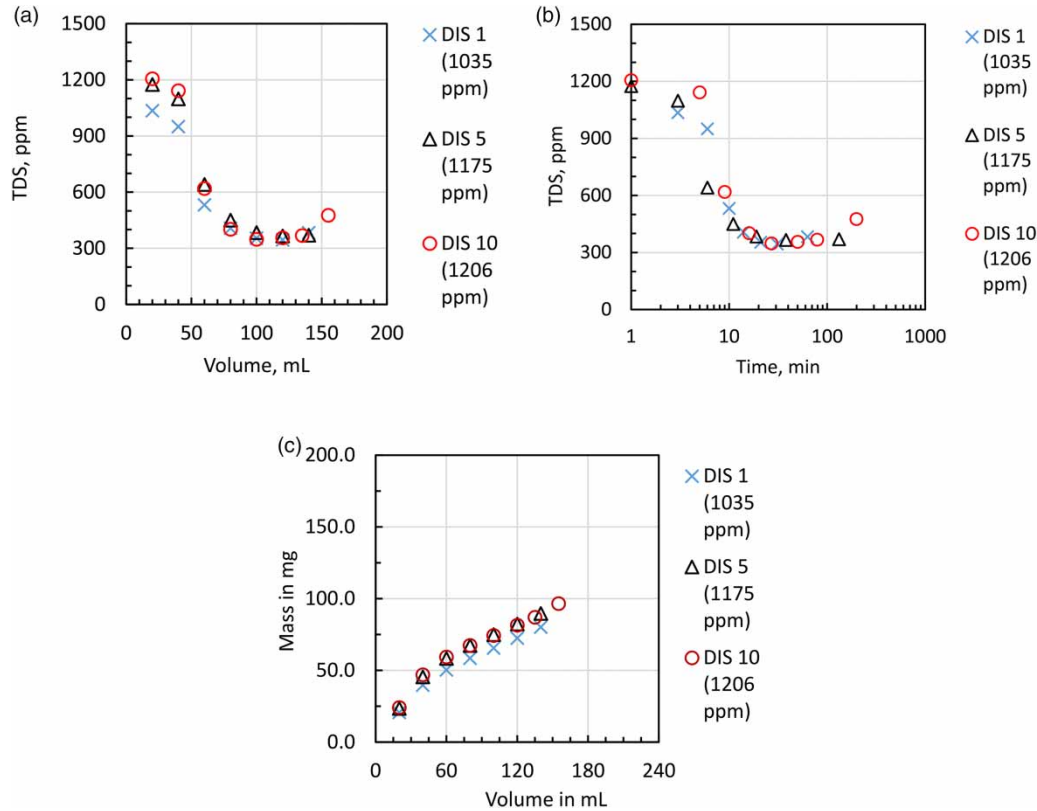 (a)
1500
1200
900
600
300
0
TDS, ppm
0 50 100 150 200
Volume, mL
DIS 1
(1035
ppm)
DIS 5
(1175
ppm)
DIS 10
(1206
ppm)
(b)
1500
1200
900
600
300
0
TDS, ppm
1 10 100 1000
Time, min
DIS 1
(1035
ppm)
DIS 5
(1175
ppm)
DIS 10
(1206
ppm)
(c)
200.0
150.0
100.0
50.0
0.0
Mass in mg
0 60 120 180 240
Volume in mL
DIS 1
(1035
ppm)
DIS 5
(1175
ppm)
DIS 10
(1206
ppm)